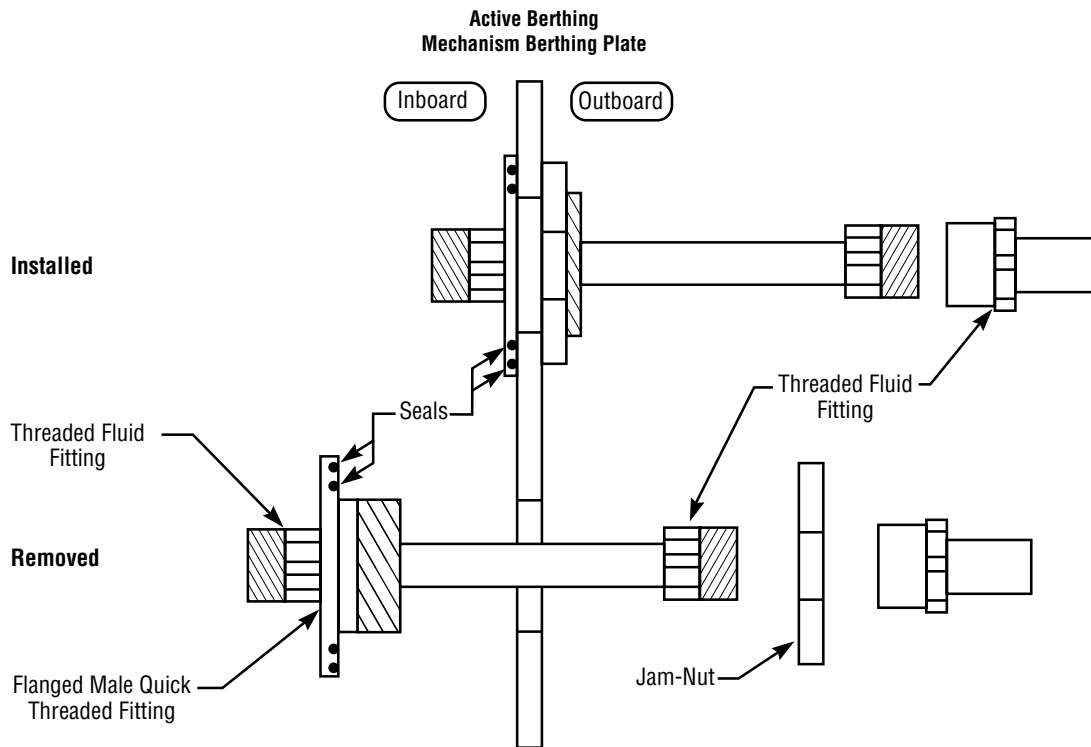 Active Berthing
Mechanism Berthing Plate
Inboard
Outboard
Installed
Threaded Fluid
Fitting
Seals
Threaded Fluid
Fitting
Removed
Flanged Male Quick
Threaded Fitting
Jam-Nut